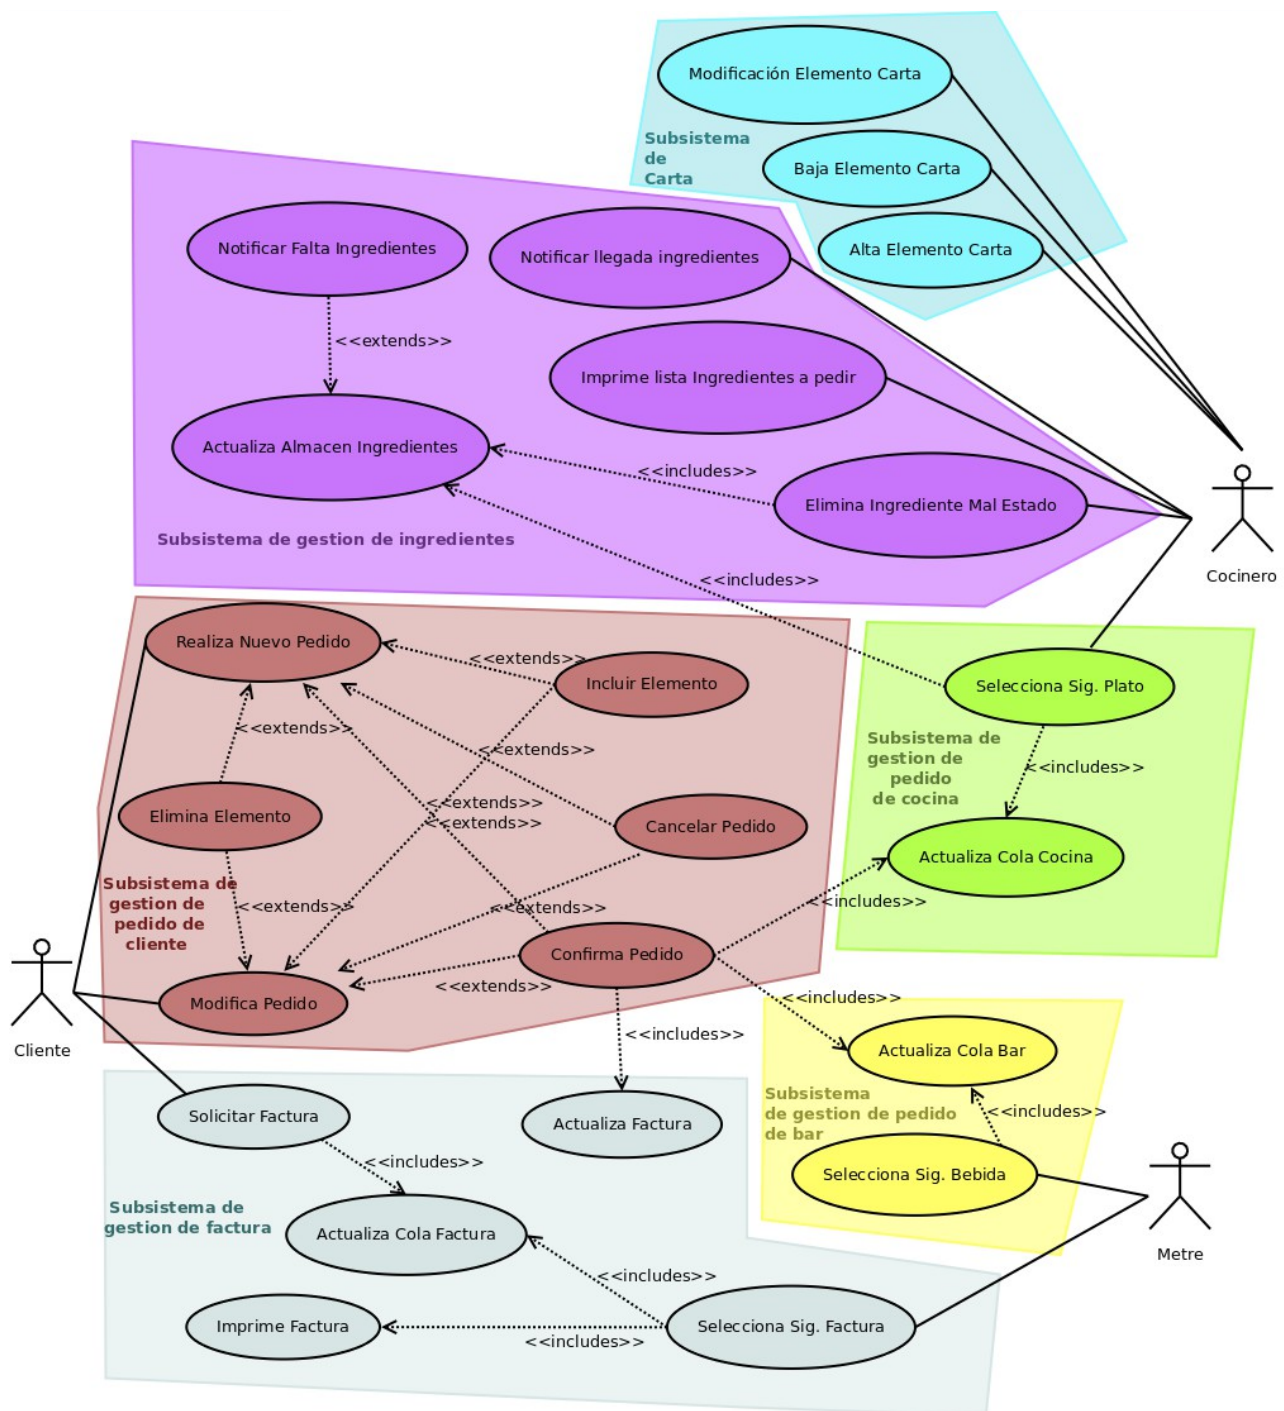 Modificación Elemento Carta
Subsistema
de
Carta
Baja Elemento Carta
Alta Elemento Carta
Notificar Falta Ingredientes
Notificar llegada ingredientes
<<extends>>
Imprime lista Ingredientes a pedir
Actualiza Almacen Ingredientes
<<includes>>
Elimina Ingrediente Mal Estado
Subsistema de gestion de ingredientes
<<includes>>
Cocinero
Realiza Nuevo Pedido
<<extends>>
Incluir Elemento
Selecciona Sig. Plato
<<extends>>
<<extends>>
Subsistema de
gestion de
pedido
de cocina
<<includes>>
<<extends>>
<<extends>>
Elimina Elemento
Cancelar Pedido
Actualiza Cola Cocina
Subsistema de
gestion de
pedido de
cliente
<<extends>>
<<extends>>
<<includes>>
Confirma Pedido
<<extends>>
Modifica Pedido
<<includes>>
Cliente
<<includes>>
Actualiza Cola Bar
Subsistema
de gestion de pedido
de bar
<<includes>>
Solicitar Factura
Actualiza Factura
<<includes>>
Selecciona Sig. Bebida
Subsistema de
gestion de factura
Actualiza Cola Factura
Metre
<<includes>>
Imprime Factura
<<includes>>
Selecciona Sig. Factura